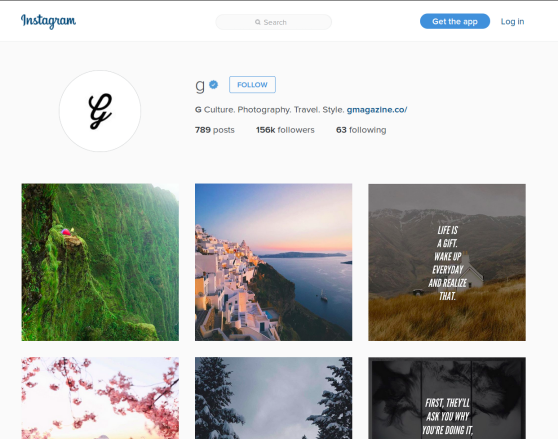 Instagram
Search
Get the app
Log in
G
g
FOLLOW
G Culture. Photography. Travel. Style. gmagazine.co/
789 posts 156k followers 63 following
LIFE IS
A GIFT.
WAKE UP
EVERYDAY
AND REALIZE
THAT.
FIRST, THEY'LL
ASK YOU WHY
YOU'RE DOING IT,